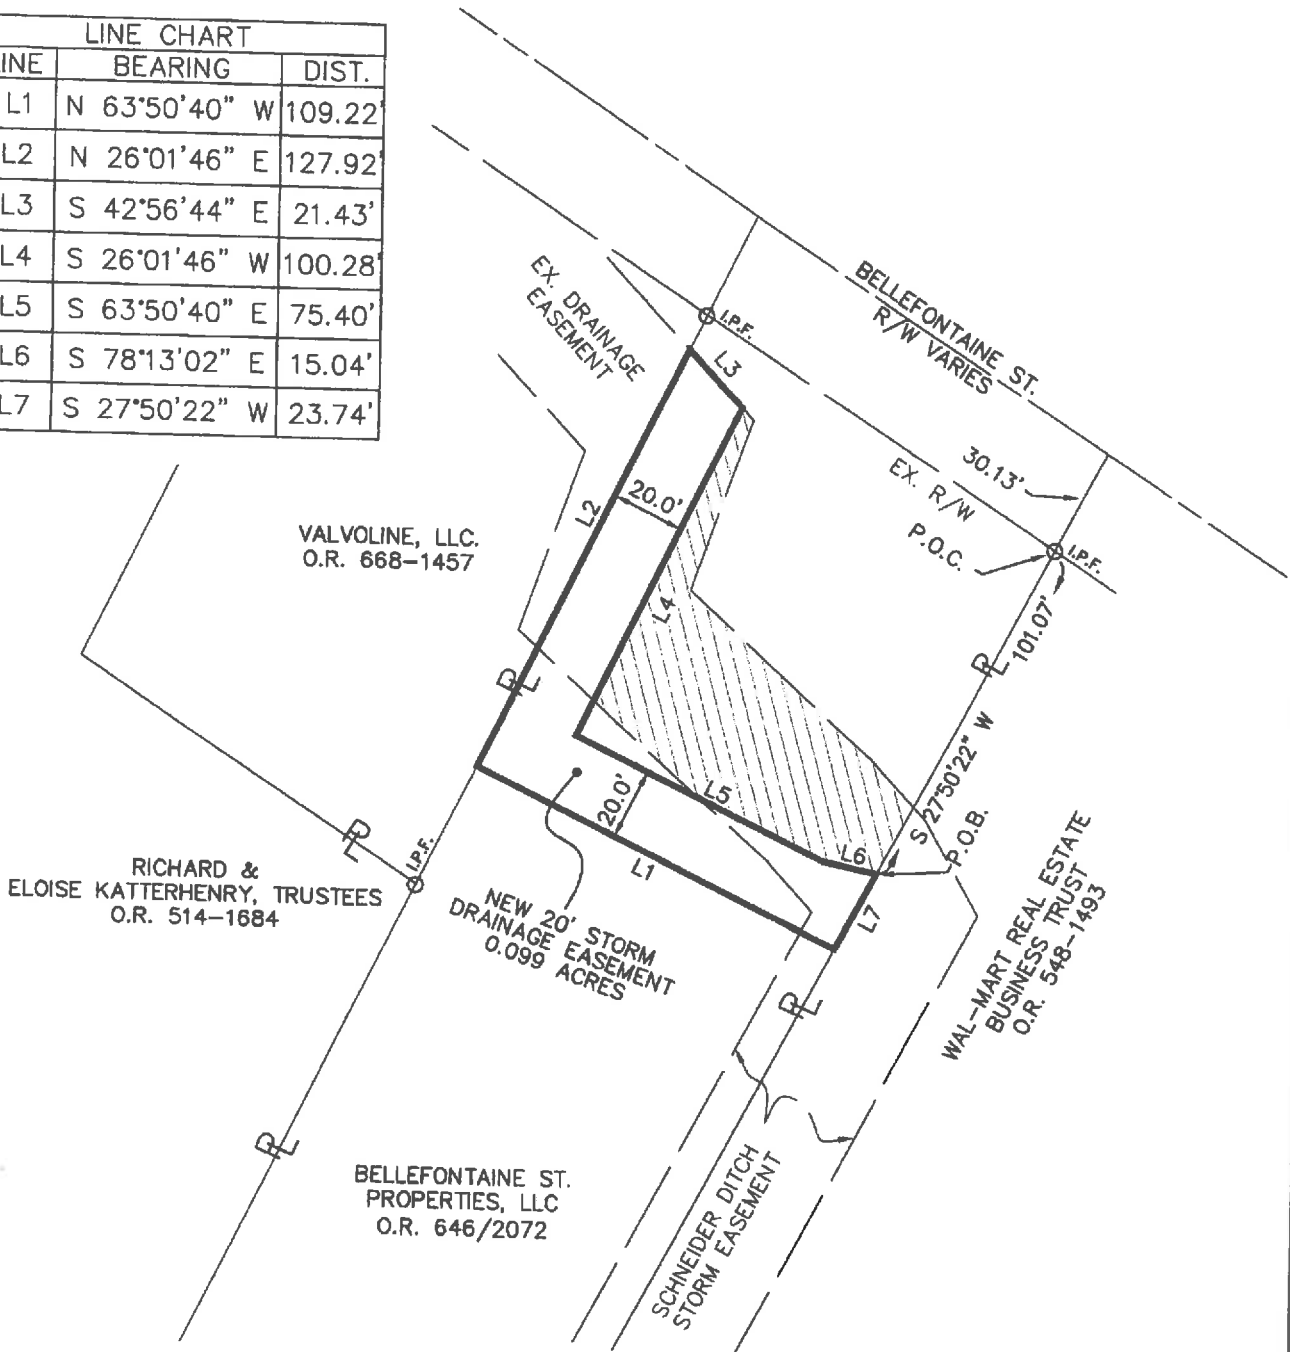 LINE CHART
INE BEARING DIST.
L1 N 63°50'40" W 109.22'
L2 N 26°01'46" E 127.92'
L3 S 42°56'44" E 21.43'
L4 S 26°01'46" W 100.28'
L5 S 63°50'40" E 75.40'
L6 S 78°13'02" E 15.04'
L7 S 27°50'22" W 23.74'
EX. DRAINAGE
EASEMENT
I.P.F.
BELLEFONTAINE ST.
R/W VARIES
L3
30.13'
EX. R/W
P.O.C.
I.P.F.
L2
20.0'
VALVOLINE, LLC.
O.R. 668-1457
L4
101.07'
PL
PL
S 27°50'22" W
20.0'
L5
P.O.B.
L6
L1
L7
PL
I.P.F.
RICHARD &
ELOISE KATTERHENRY, TRUSTEES
O.R. 514-1684
NEW 20' STORM
DRAINAGE EASEMENT
0.099 ACRES
WAL-MART REAL ESTATE
BUSINESS TRUST
O.R. 548-1493
PL
PL
BELLEFONTAINE ST.
PROPERTIES, LLC
O.R. 646/2072
SCHNEIDER DITCH
STORM EASEMENT